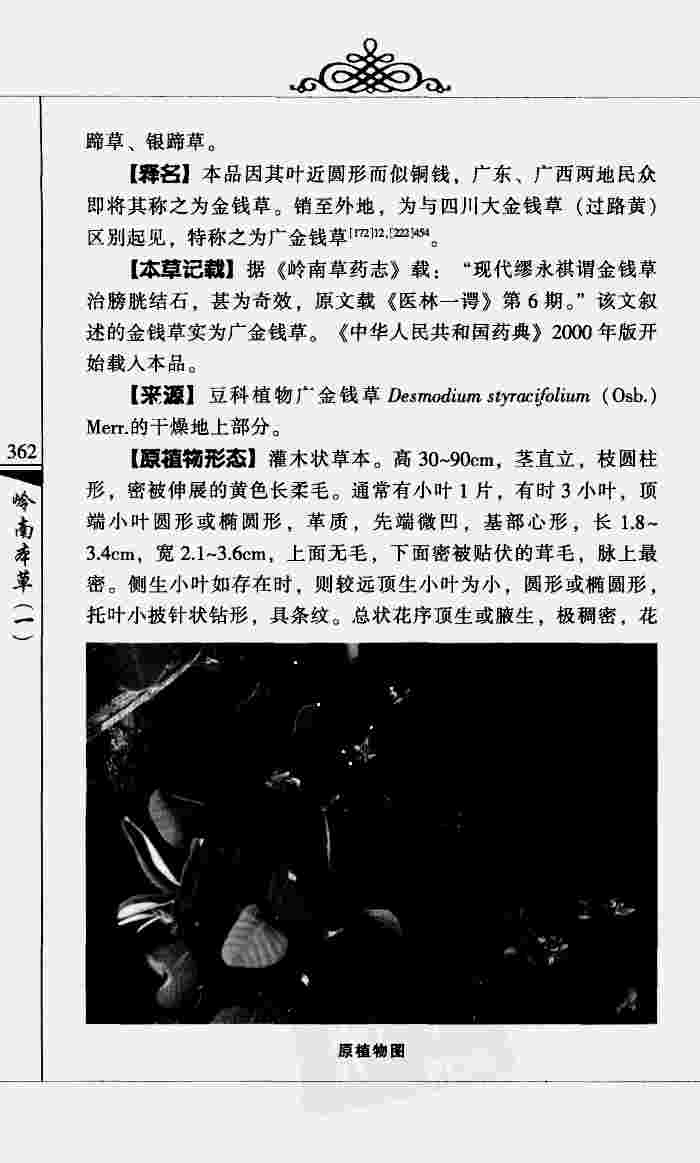 蹄草、银蹄草。
【释名】本品因其叶近圆形而似铜钱，广东、广西两地民众
即将其称之为金钱草。销至外地，为与四川大金钱草（过路黄）
区别起见，特称之为广金钱草[172]12,[222]454。
【本草记载】据《岭南草药志》载：“现代缪永祺谓金钱草
治膀胱结石，甚为奇效，原文载《医林一谔》第6期。”该文叙
述的金钱草实为广金钱草。《中华人民共和国药典》2000年版开
始载入本品。
【来源】豆科植物广金钱草 Desmodium styracifolium (Osb.)
Merr.的干燥地上部分。
【原植物形态】灌木状草本。高30~90cm，茎直立，枝圆柱
形，密被伸展的黄色长柔毛。通常有小叶1片，有时3小叶，顶
端小叶圆形或椭圆形，革质，先端微凹，基部心形，长1.8~
3.4cm，宽2.1~3.6cm，上面无毛，下面密被贴伏的茸毛，脉上最
密。侧生小叶如存在时，则较远顶生小叶为小，圆形或椭圆形，
托叶小披针状钻形，具条纹。总状花序顶生或腋生，极稠密，花
原植物图
362
岭南本草（一）